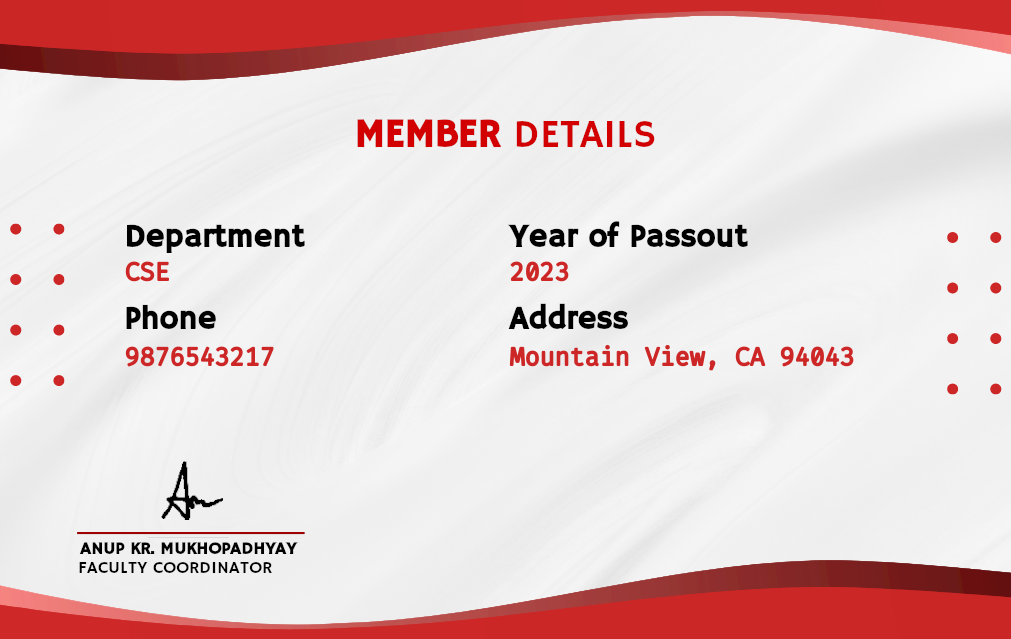 MEMBER DETAILS
Department
CSE
Year of Passout
2023
Phone
9876543217
Address
Mountain View, CA 94043
ANUP KR. MUKHOPADHYAY
FACULTY COORDINATOR